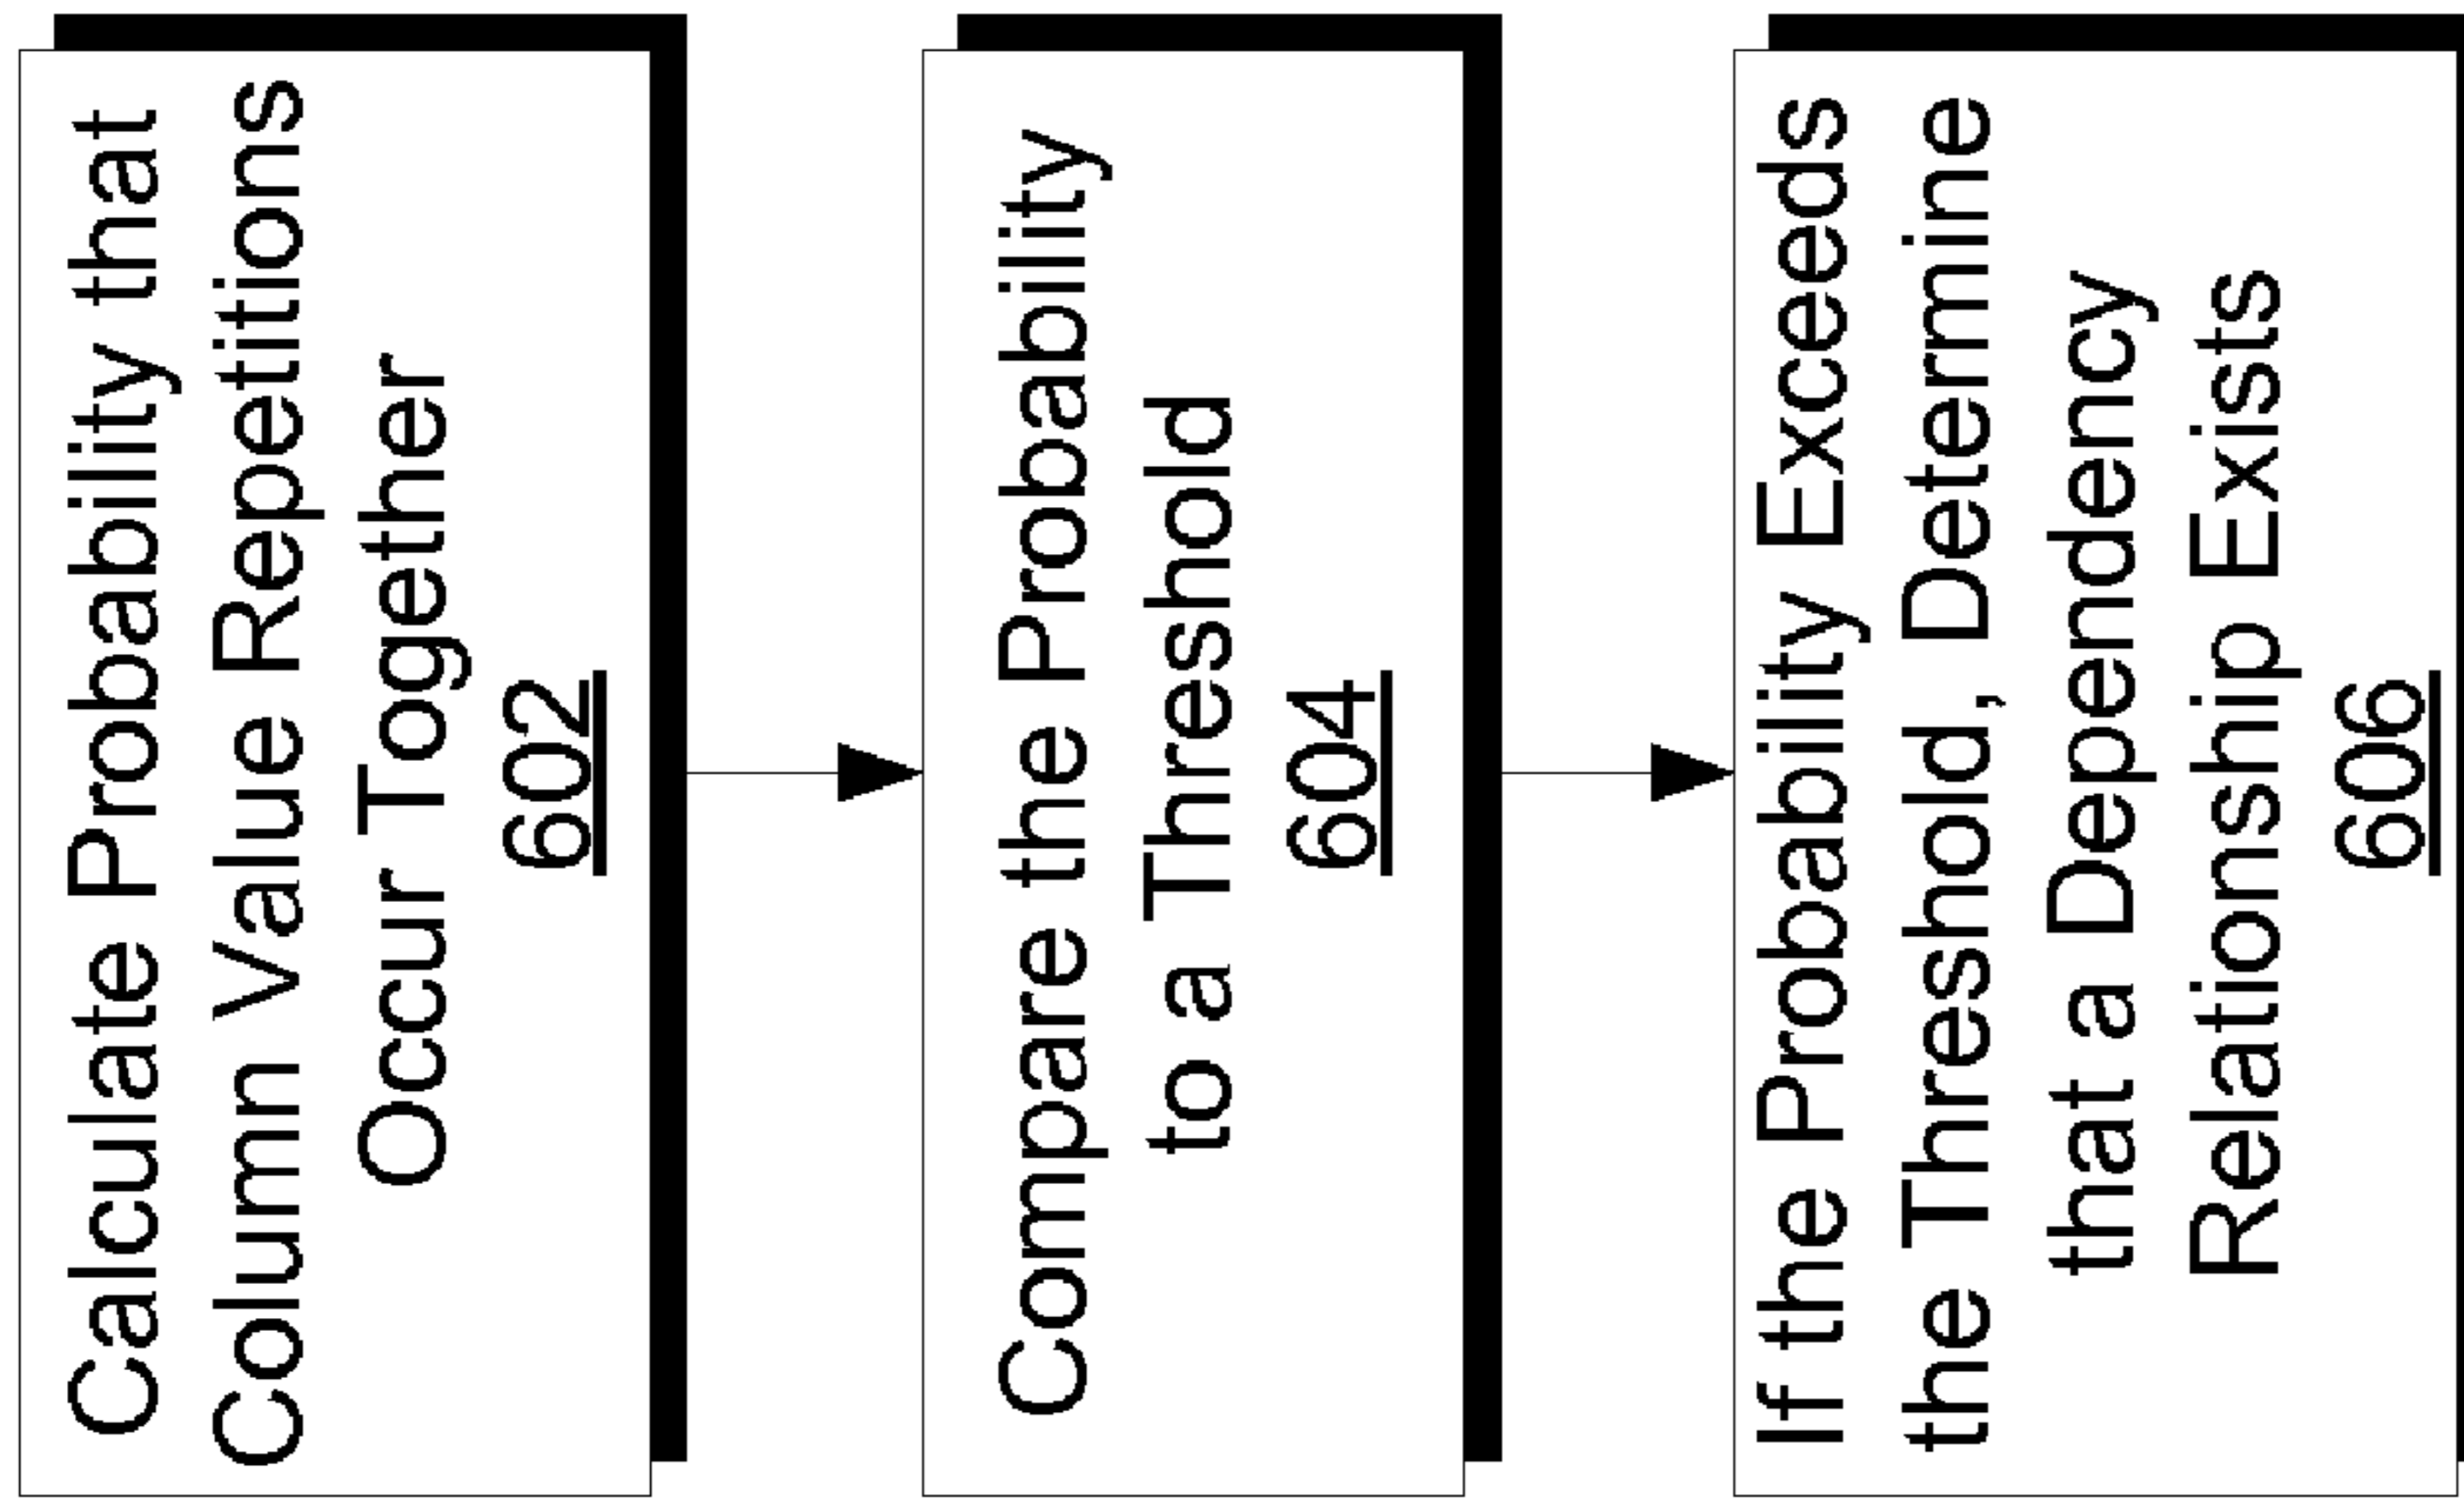 Calculate Probability that
Column Value Repetitions
Occur Together
602
Compare the Probability
to a Threshold
604
If the Probability Exceeds
the Threshold, Determine
that a Dependency
Relationship Exists
606